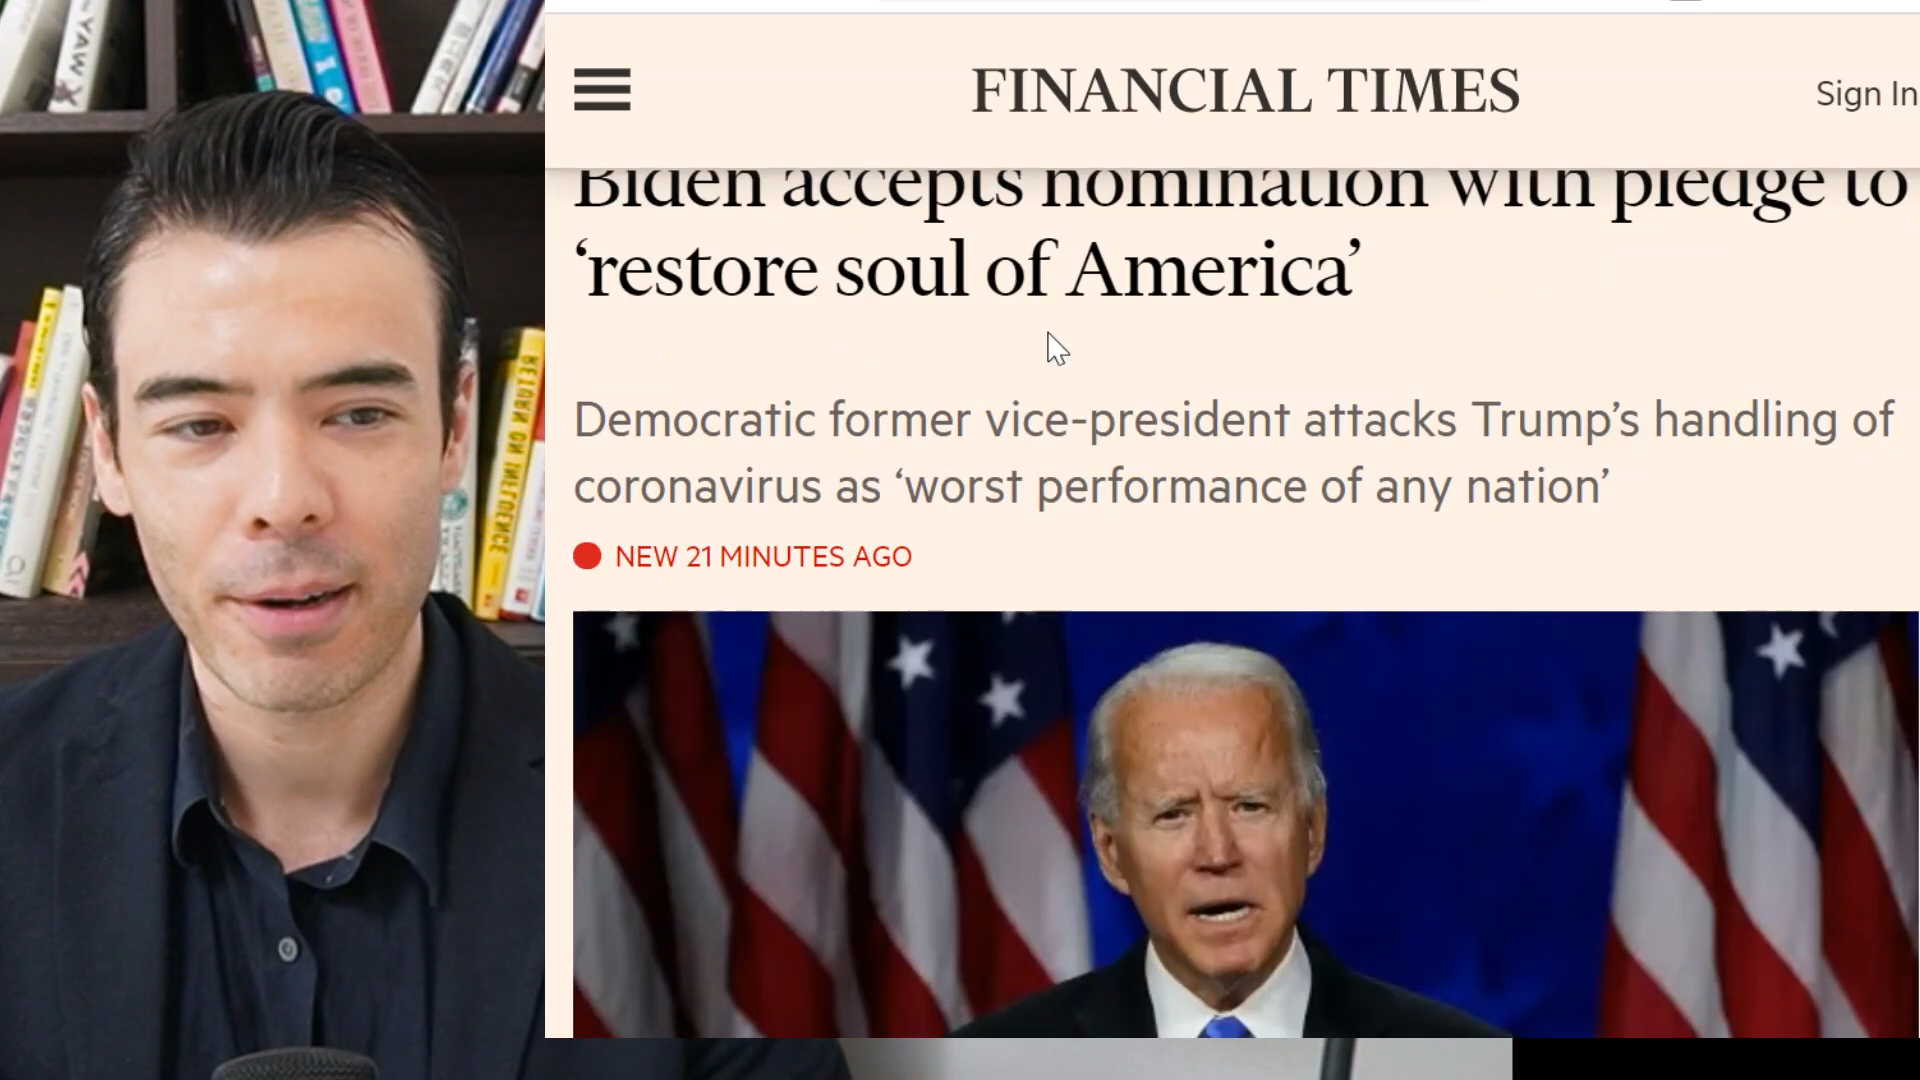 YAW
FINANCIAL TIMES
Sign In
Biden accepts nomination with pledge to
‘restore soul of America’
Democratic former vice-president attacks Trump’s handling of
coronavirus as ‘worst performance of any nation’
NEW 21 MINUTES AGO